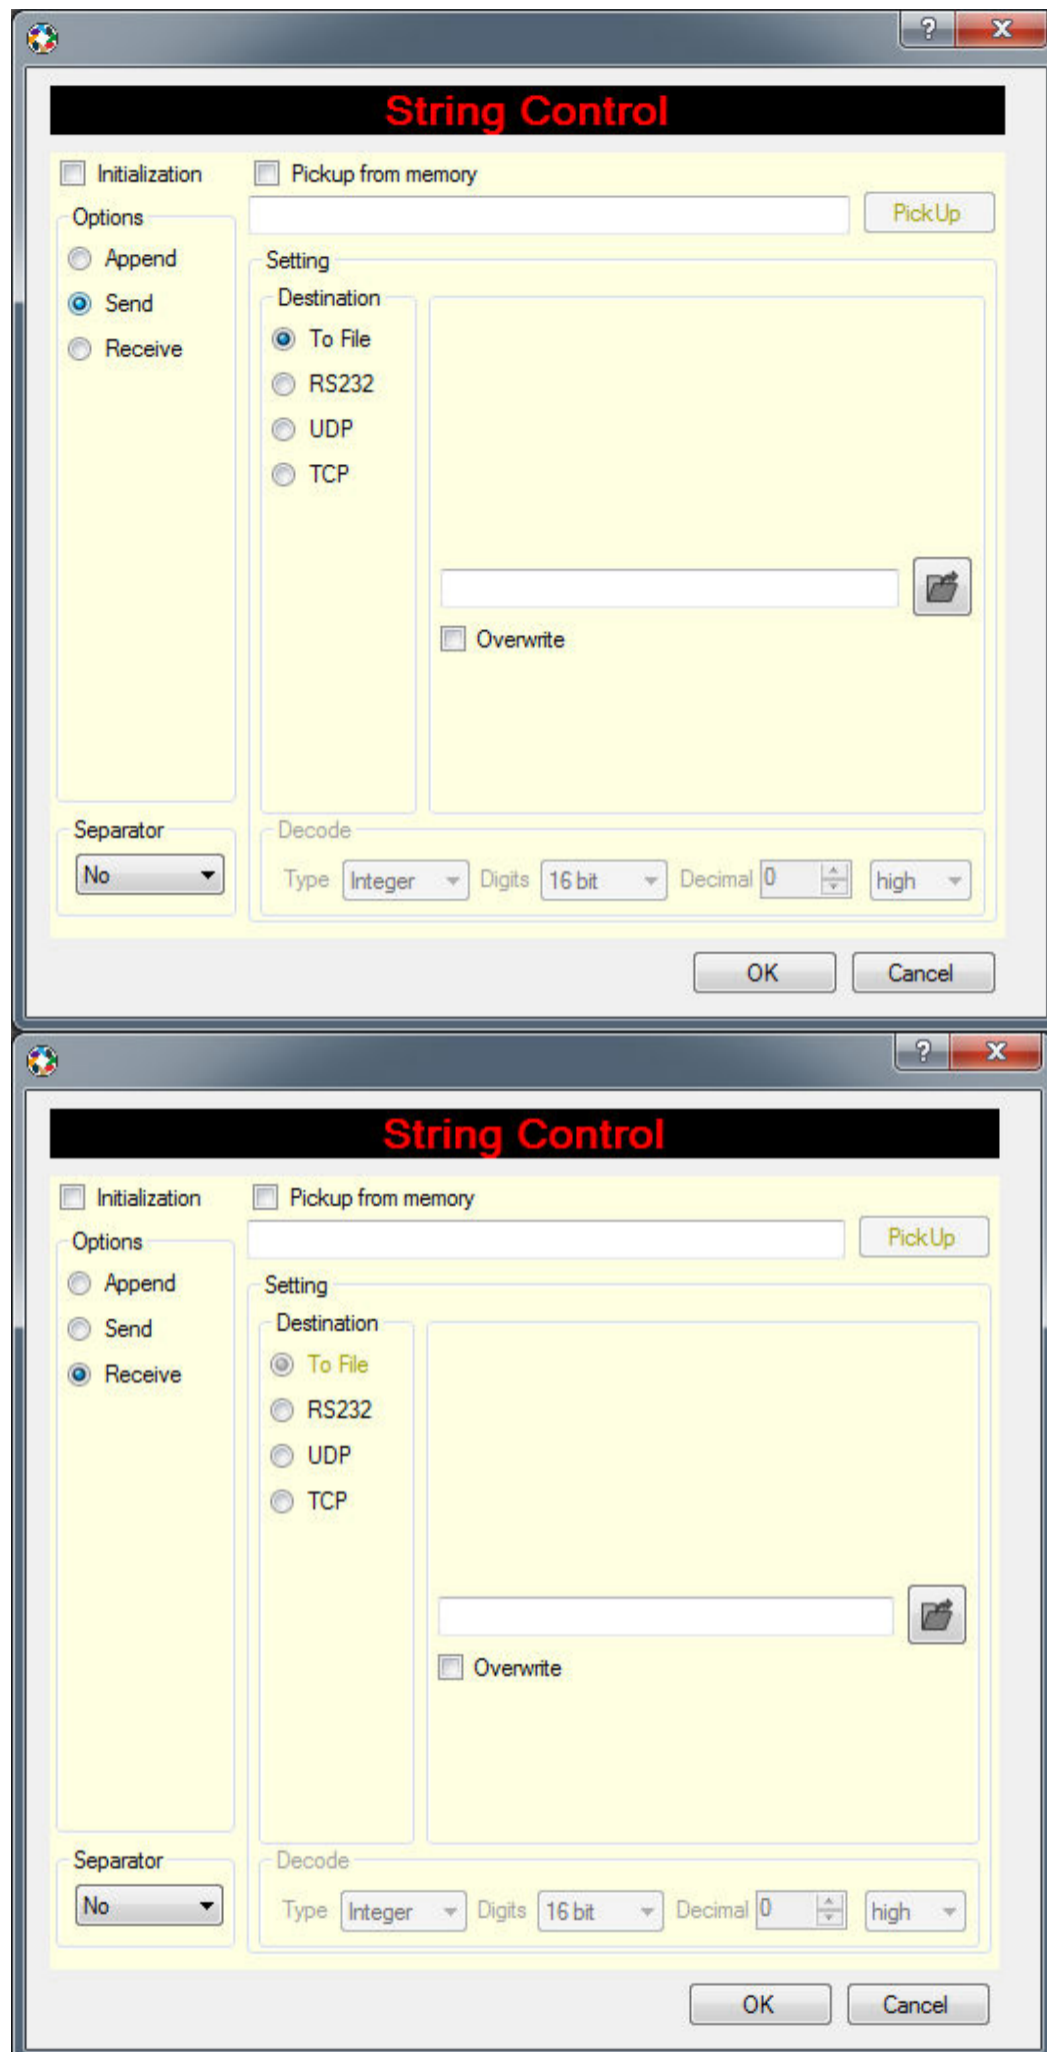 ?
X
String Control
Initialization
Pickup from memory
Options
PickUp
Append
Setting
Send
Destination
Receive
To File
RS232
UDP
TCP
Overwrite
Separator
Decode
No
Type Integer Digits 16 bit Decimal 0 high
OK Cancel
?
X
String Control
Initialization
Pickup from memory
Options
PickUp
Append
Setting
Send
Destination
Receive
To File
RS232
UDP
TCP
Overwrite
Separator
Decode
No
Type Integer Digits 16 bit Decimal 0 high
OK Cancel